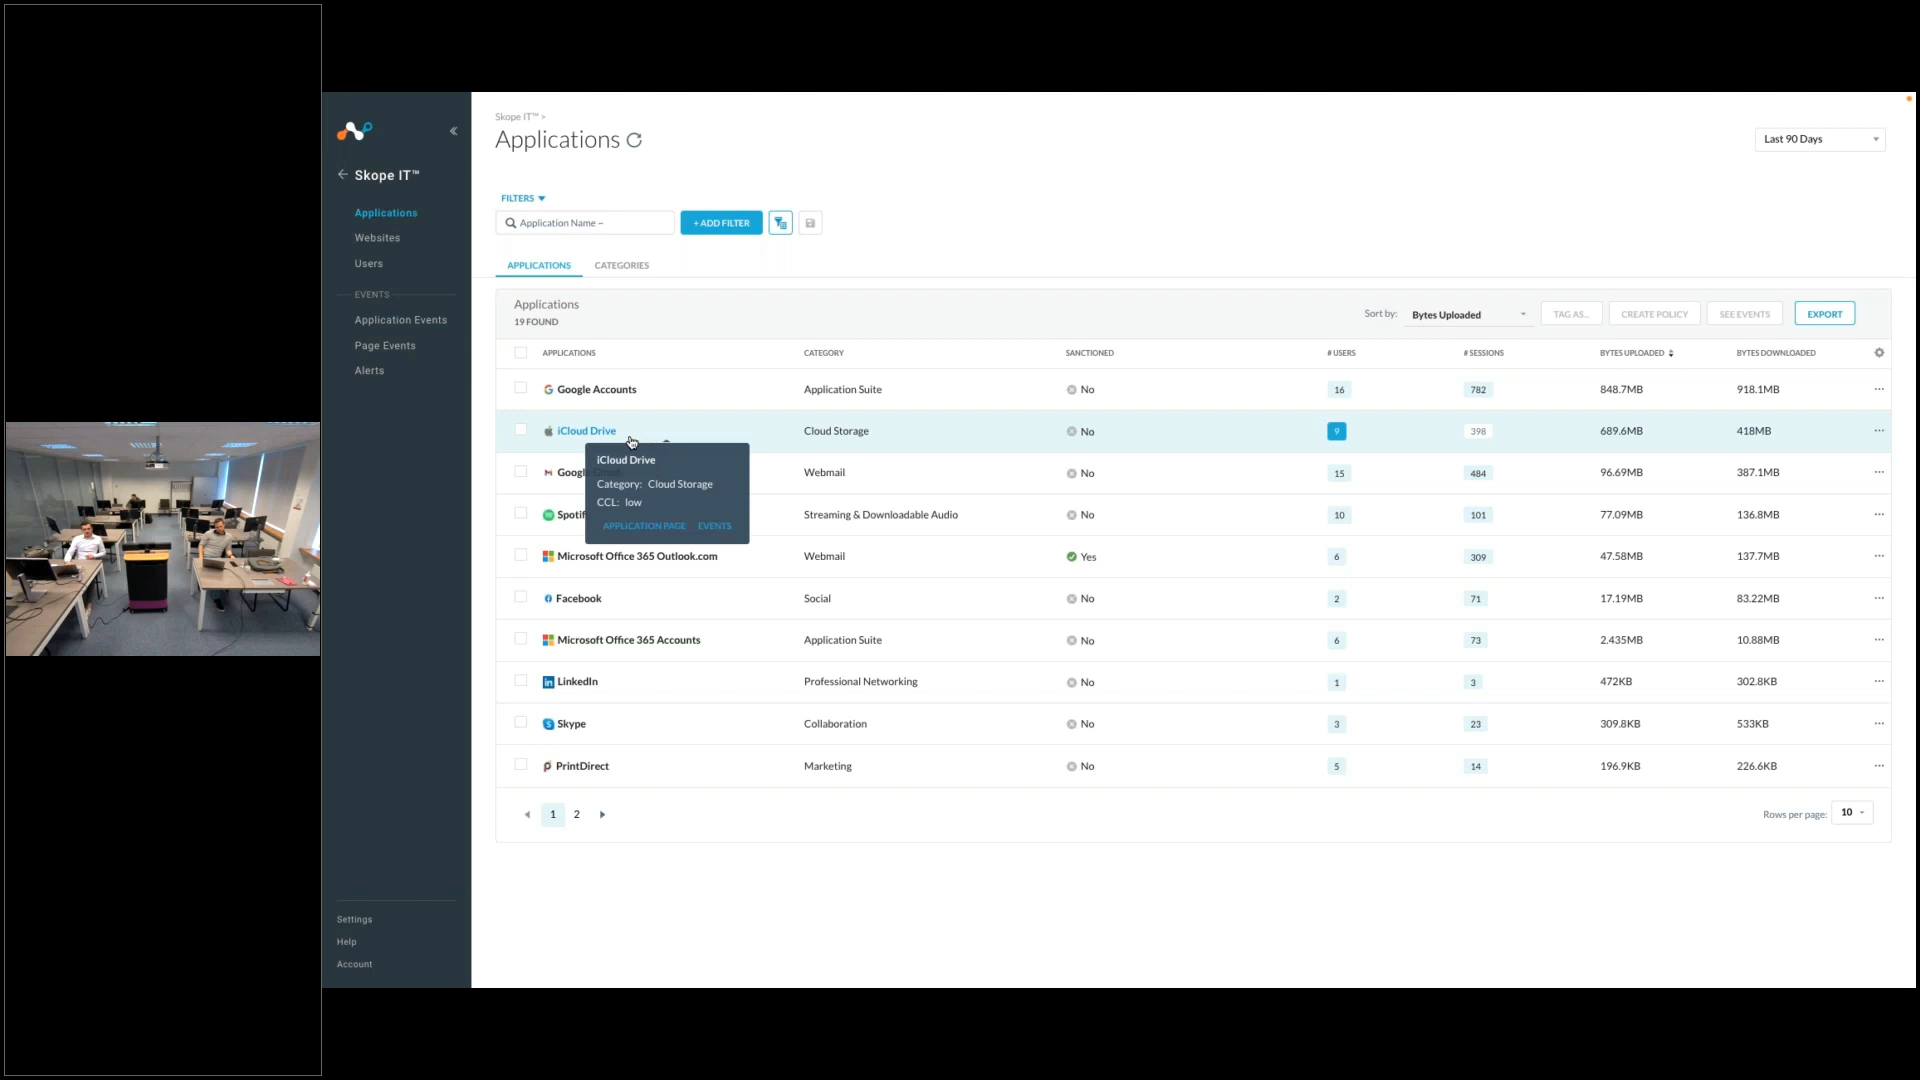 Skope IT™ >
Applications
Last 90 Days
Skope IT™
Applications
Websites
Users
EVENTS
Application Events
Page Events
Alerts
Settings
Help
Account
FILTERS
Application Name ~
+ ADD FILTER
APPLICATIONS CATEGORIES
Applications
19 FOUND
Sort by: Bytes Uploaded TAG AS... CREATE POLICY SEE EVENTS EXPORT
APPLICATIONS CATEGORY SANCTIONED # USERS # SESSIONS BYTES UPLOADED BYTES DOWNLOADED
Google Accounts Application Suite No 16 782 848.7MB 918.1MB
iCloud Drive Cloud Storage No 9 398 689.6MB 418MB
iCloud Drive
Category: Cloud Storage
CCL: low
APPLICATION PAGE EVENTS
Googl Webmail No 15 484 96.69MB 387.1MB
Spotif Streaming & Downloadable Audio No 10 101 77.09MB 136.8MB
Microsoft Office 365 Outlook.com Webmail Yes 6 309 47.58MB 137.7MB
Facebook Social No 2 71 17.19MB 83.22MB
Microsoft Office 365 Accounts Application Suite No 6 73 2.435MB 10.88MB
LinkedIn Professional Networking No 1 3 472KB 302.8KB
Skype Collaboration No 3 23 309.8KB 533KB
PrintDirect Marketing No 5 14 196.9KB 226.6KB
1 2
Rows per page: 10